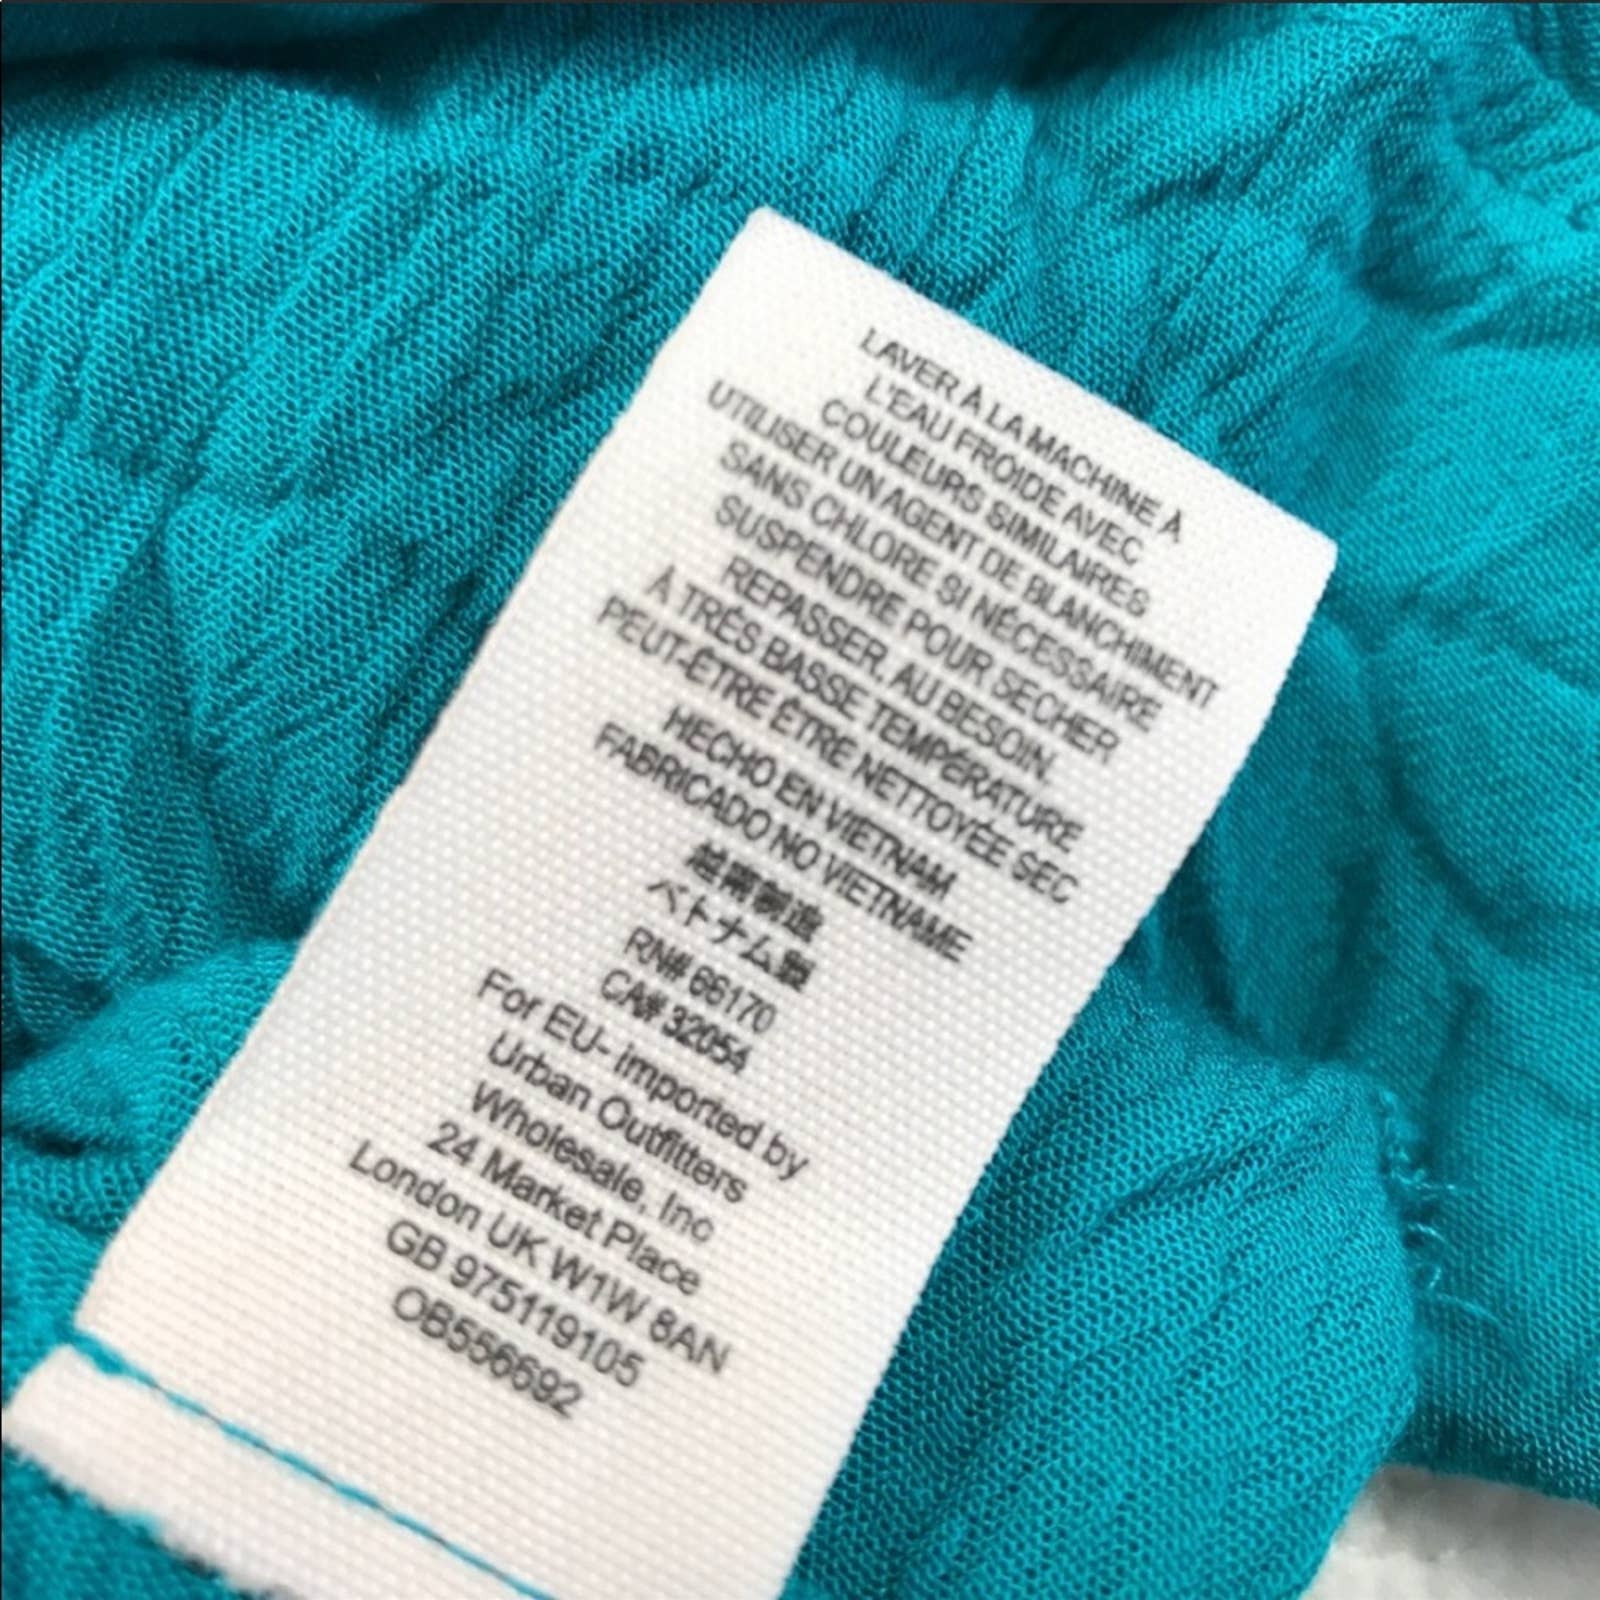 LAVER À LA MACHINE À
L'EAU FROIDE AVEC
COULEURS SIMILAIRES
UTILISER UN AGENT DE BLANCHIMENT
SANS CHLORE SI NÉCESSAIRE
SUSPENDRE POUR SECHER
REPASSER, AU BESOIN,
À TRÉS BASSE TEMPÉRATURE
PEUT-ÊTRE ÊTRE NETTOYÉE SEC
HECHO EN VIETNAM
FABRICADO NO VIETNAME
越南制造
ベトナム製
RN# 66170
CA# 32054
For EU- imported by
Urban Outfitters
Wholesale, Inc
24 Market Place
London UK W1W 8AN
GB 975119105
OB556692